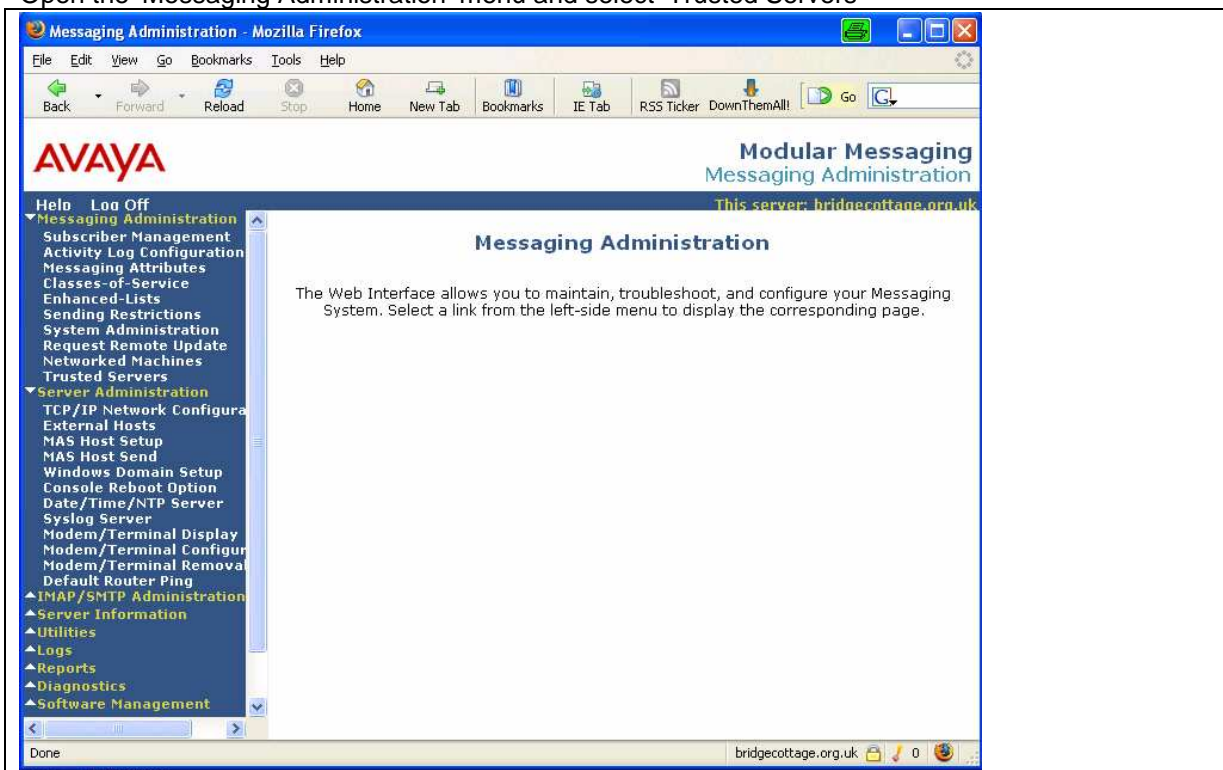 Open the 'Messaging Administration' menu and select 'Trusted Servers'
Messaging Administration - Mozilla Firefox
File Edit View Go Bookmarks Tools Help
Back Forward Reload Stop Home New Tab Bookmarks IE Tab RSS Ticker DownThemAll! Go
AVAYA
Modular Messaging
Messaging Administration
Help Log Off
This server: bridgecottage.org.uk
Messaging Administration
Subscriber Management
Activity Log Configuration
Messaging Attributes
Classes-of-Service
Enhanced-Lists
Sending Restrictions
System Administration
Request Remote Update
Networked Machines
Trusted Servers
Server Administration
TCP/IP Network Configura
External Hosts
MAS Host Setup
MAS Host Send
Windows Domain Setup
Console Reboot Option
Date/Time/NTP Server
Syslog Server
Modem/Terminal Display
Modem/Terminal Configur
Modem/Terminal Removal
Default Router Ping
IMAP/SMTP Administration
Server Information
Utilities
Logs
Reports
Diagnostics
Software Management
Messaging Administration
The Web Interface allows you to maintain, troubleshoot, and configure your Messaging
System. Select a link from the left-side menu to display the corresponding page.
Done
bridgecottage.org.uk 0